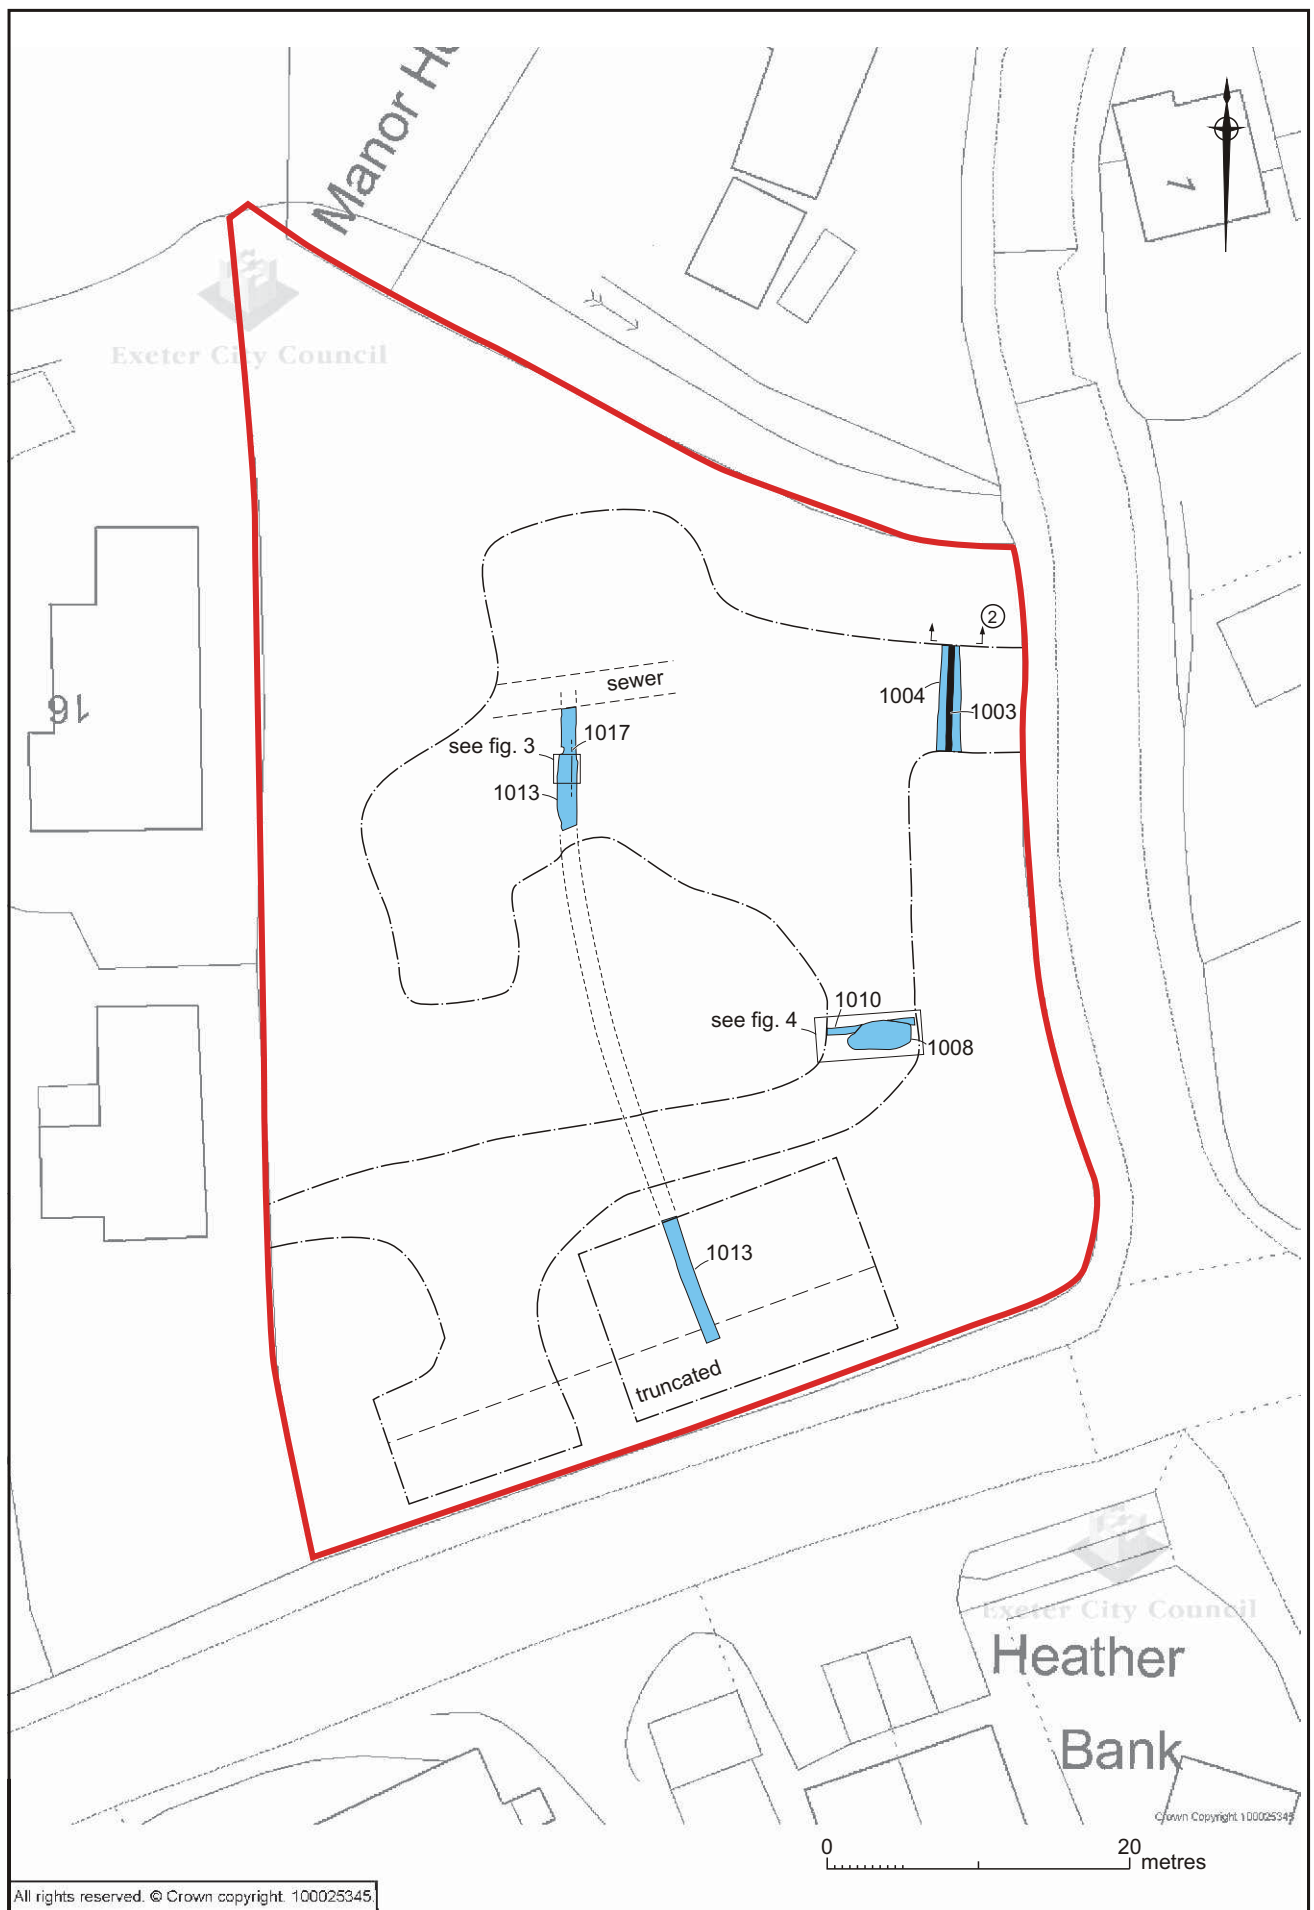 Manor Ho
1
Exeter City Council
2
sewer
1004
1003
16
1017
see fig. 3
1013
1010
see fig. 4
1008
1013
truncated
Exeter City Council
Heather
Bank
Crown Copyright 100025345
0 20
metres
All rights reserved. © Crown copyright. 100025345.